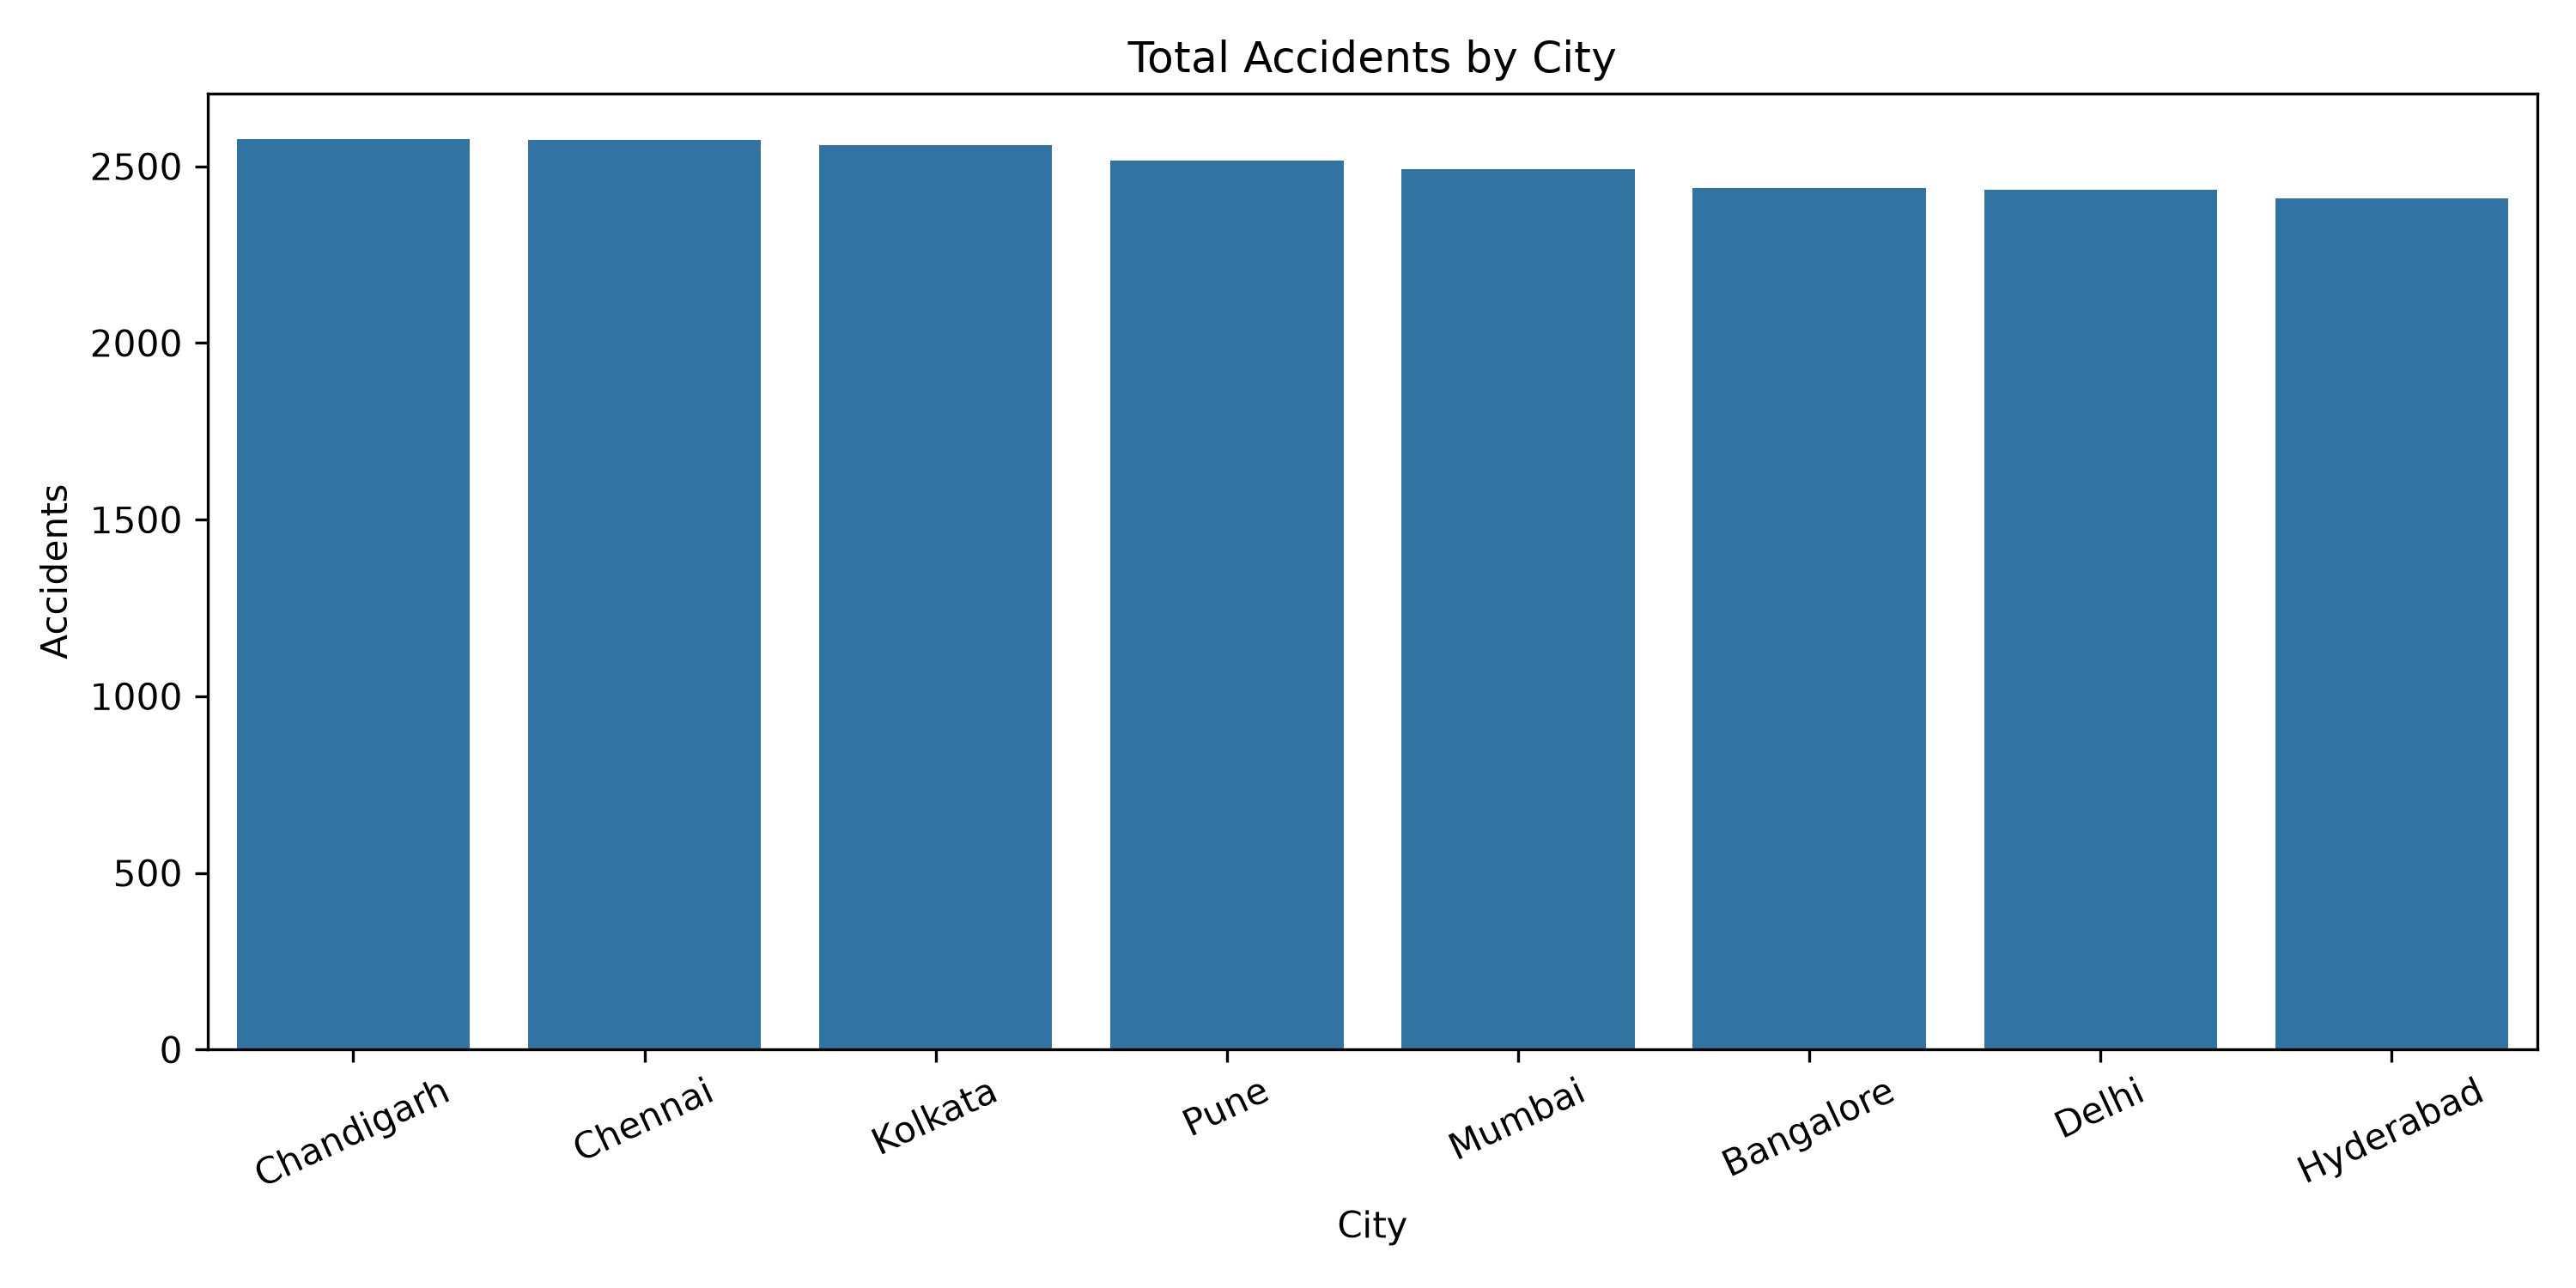 Total Accidents by City
Accidents
2500
2000
1500
1000
500
0
Chandigarh
Chennai
Kolkata
Pune
Mumbai
Bangalore
Delhi
Hyderabad
City